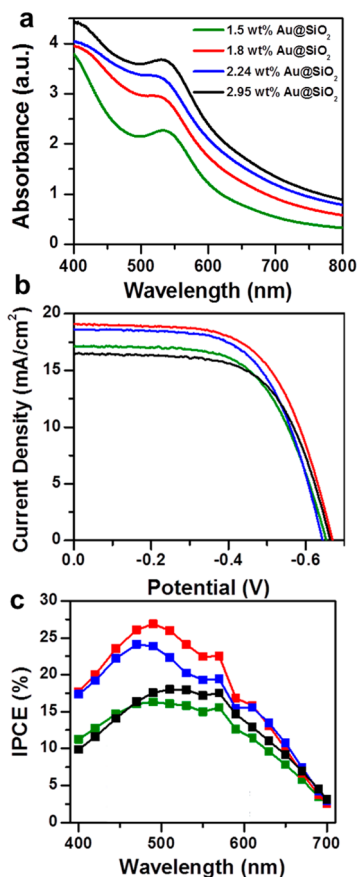 a
1.5 wt% Au@SiO2
1.8 wt% Au@SiO2
2.24 wt% Au@SiO2
2.95 wt% Au@SiO2
Absorbance (a.u.)
4
3
2
1
0
400 500 600 700 800
Wavelength (nm)
b
Current Density (mA/cm2)
20
15
10
5
0
0.0 -0.2 -0.4 -0.6
Potential (V)
c
IPCE (%)
30
25
20
15
10
5
0
400 500 600 700
Wavelength (nm)